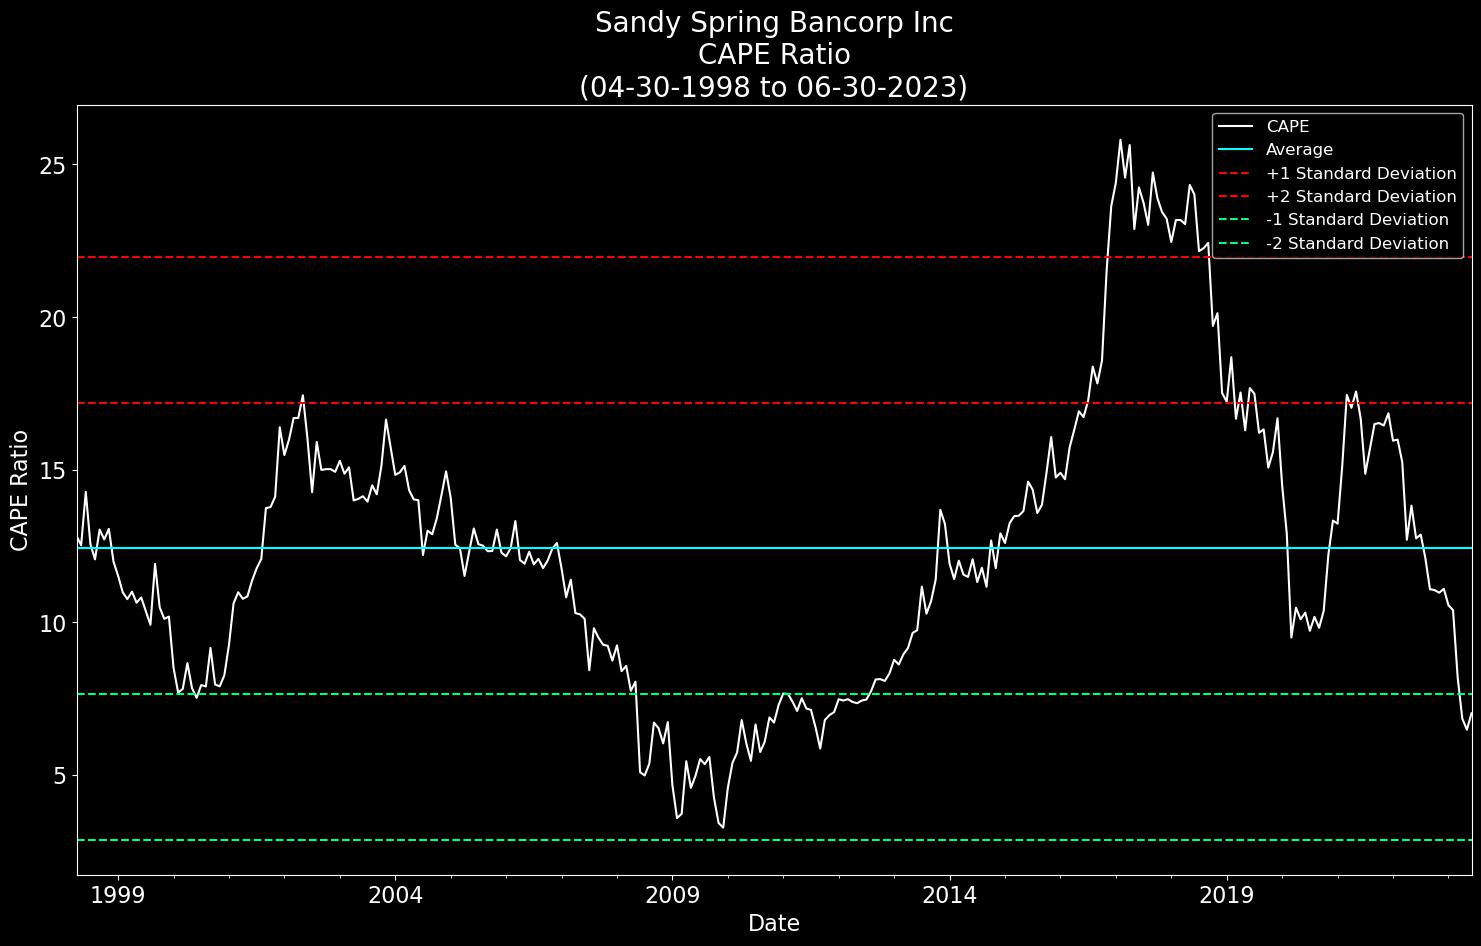 Sandy Spring Bancorp Inc
CAPE Ratio
(04-30-1998 to 06-30-2023)
CAPE
Average
+1 Standard Deviation
+2 Standard Deviation
-1 Standard Deviation
-2 Standard Deviation
25
20
15
10
5
CAPE Ratio
1999 2004 2009 2014 2019
Date